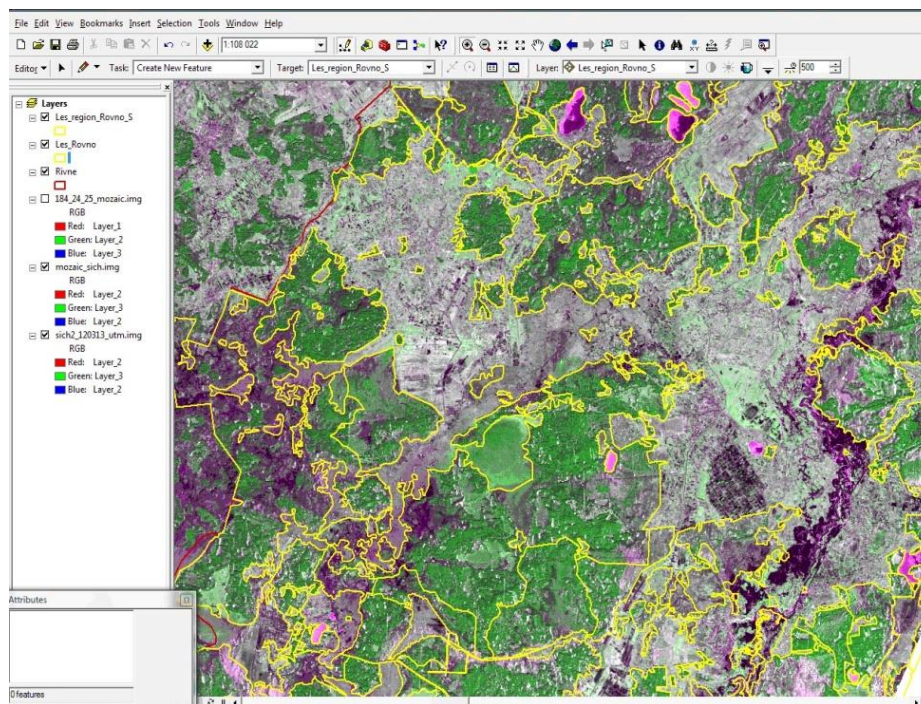 File Edit View Bookmarks Insert Selection Tools Window Help
1:108 022
Editor Task: Create New Feature Target: Les_region_Rovno_S Layer: Les_region_Rovno_S 500
Layers
Les_region_Rovno_S
Les_Rovno
Rivne
184_24_25_mozaic.img
RGB
Red: Layer_1
Green: Layer_2
Blue: Layer_3
mozaic_sich.img
RGB
Red: Layer_2
Green: Layer_3
Blue: Layer_2
sich2_120313_utm.img
RGB
Red: Layer_2
Green: Layer_3
Blue: Layer_2
Attributes
0 features